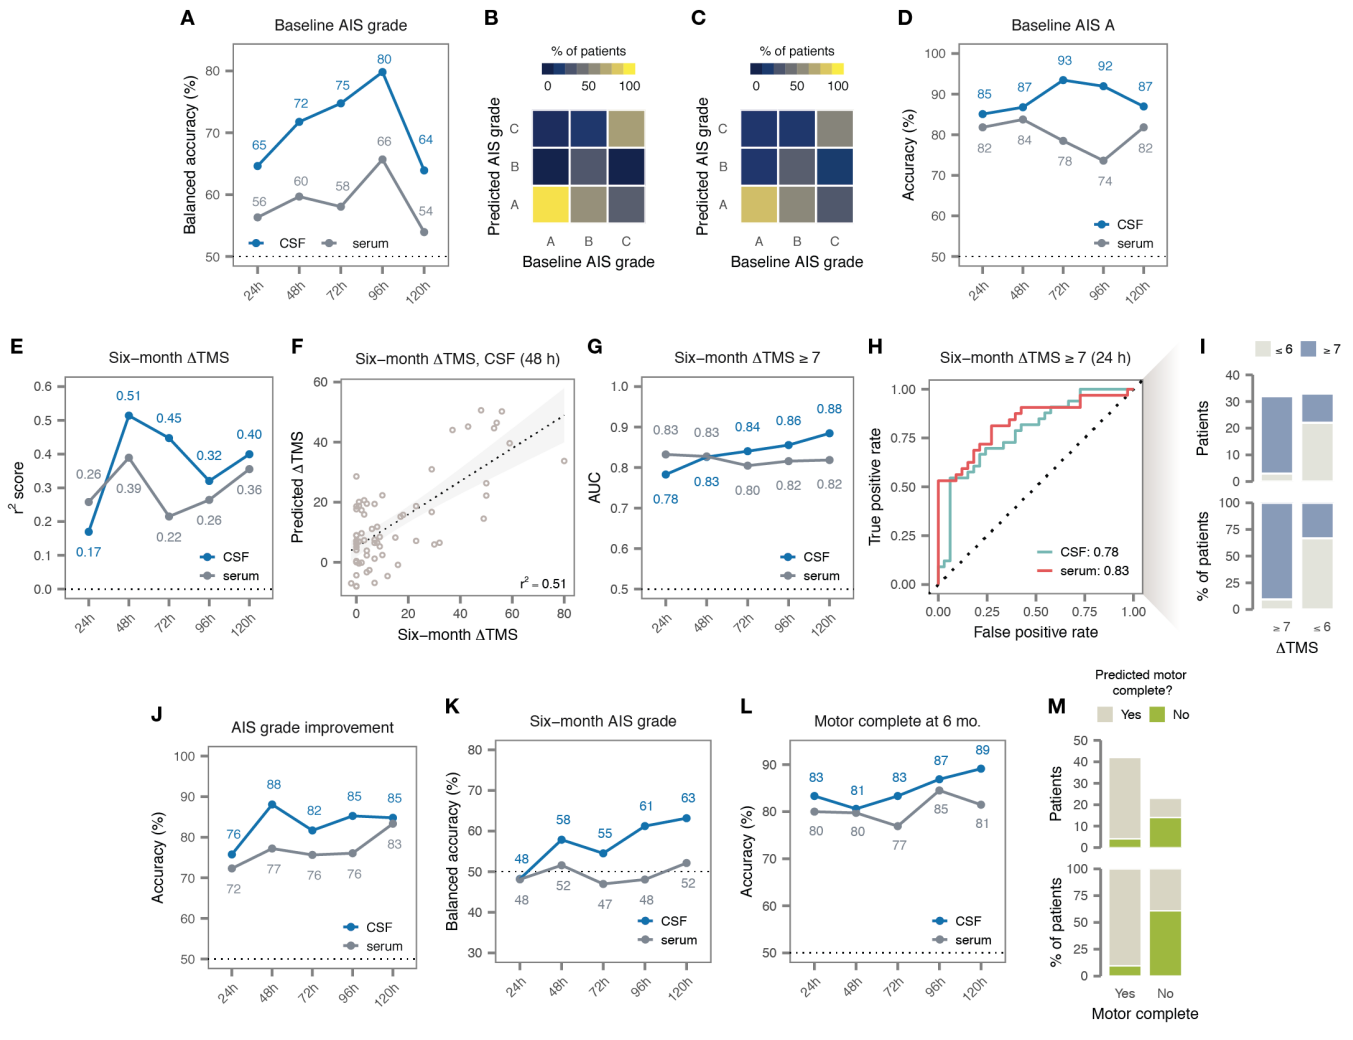 A
Baseline AIS grade
Balanced accuracy (%)
80
70
60
50
65
72
75
80
64
56
60
58
66
54
CSF
serum
24h
48h
72h
96h
120h
B
% of patients
0
50
100
Predicted AIS grade
C
B
A
A
B
C
Baseline AIS grade
C
% of patients
0
50
100
Predicted AIS grade
C
B
A
A
B
C
Baseline AIS grade
D
Baseline AIS A
Accuracy (%)
100
90
80
70
60
50
85
87
93
92
87
82
84
78
74
82
CSF
serum
24h
48h
72h
96h
120h
E
Six−month ΔTMS
r² score
0.6
0.5
0.4
0.3
0.2
0.1
0.0
0.17
0.51
0.45
0.32
0.40
0.26
0.39
0.22
0.26
0.36
CSF
serum
24h
48h
72h
96h
120h
F
Six−month ΔTMS, CSF (48 h)
Predicted ΔTMS
60
40
20
0
r² = 0.51
0
20
40
60
80
Six−month ΔTMS
G
Six−month ΔTMS ≥ 7
AUC
1.0
0.9
0.8
0.7
0.6
0.5
0.83
0.83
0.84
0.86
0.88
0.78
0.83
0.80
0.82
0.82
CSF
serum
24h
48h
72h
96h
120h
H
Six−month ΔTMS ≥ 7 (24 h)
True positive rate
1.00
0.75
0.50
0.25
0.00
CSF: 0.78
serum: 0.83
0.00
0.25
0.50
0.75
1.00
False positive rate
I
≤ 6
≥ 7
Patients
40
30
20
10
0
% of patients
100
75
50
25
0
≥ 7
≤ 6
ΔTMS
J
AIS grade improvement
Accuracy (%)
100
90
80
70
60
50
76
88
82
85
85
72
77
76
76
83
CSF
serum
24h
48h
72h
96h
120h
K
Six−month AIS grade
Balanced accuracy (%)
80
70
60
50
40
30
48
58
55
61
63
48
52
47
48
52
CSF
serum
24h
48h
72h
96h
120h
L
Motor complete at 6 mo.
Accuracy (%)
90
80
70
60
50
83
81
83
87
89
80
80
77
85
81
CSF
serum
24h
48h
72h
96h
120h
M
Predicted motor
complete?
Yes
No
Patients
50
40
30
20
10
0
% of patients
100
75
50
25
0
Yes
No
Motor complete